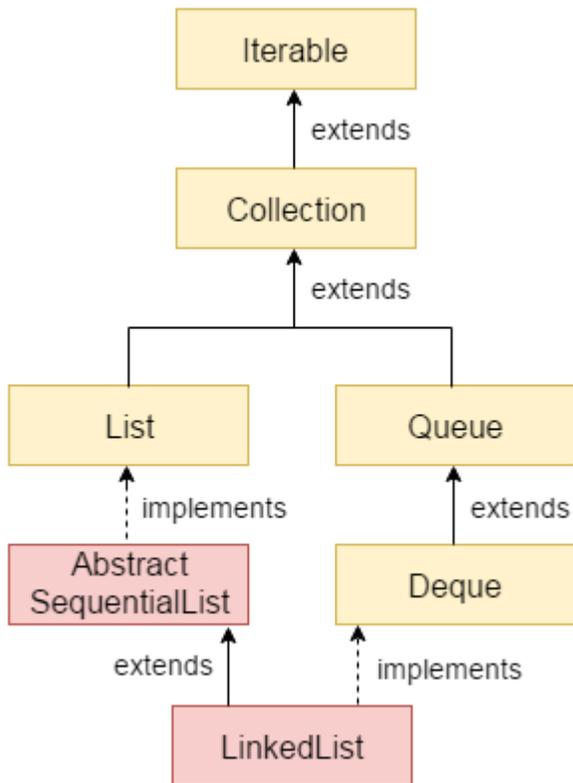 Iterable
extends
Collection
extends
List
Queue
implements
extends
Abstract
SequentialList
Deque
extends
implements
LinkedList